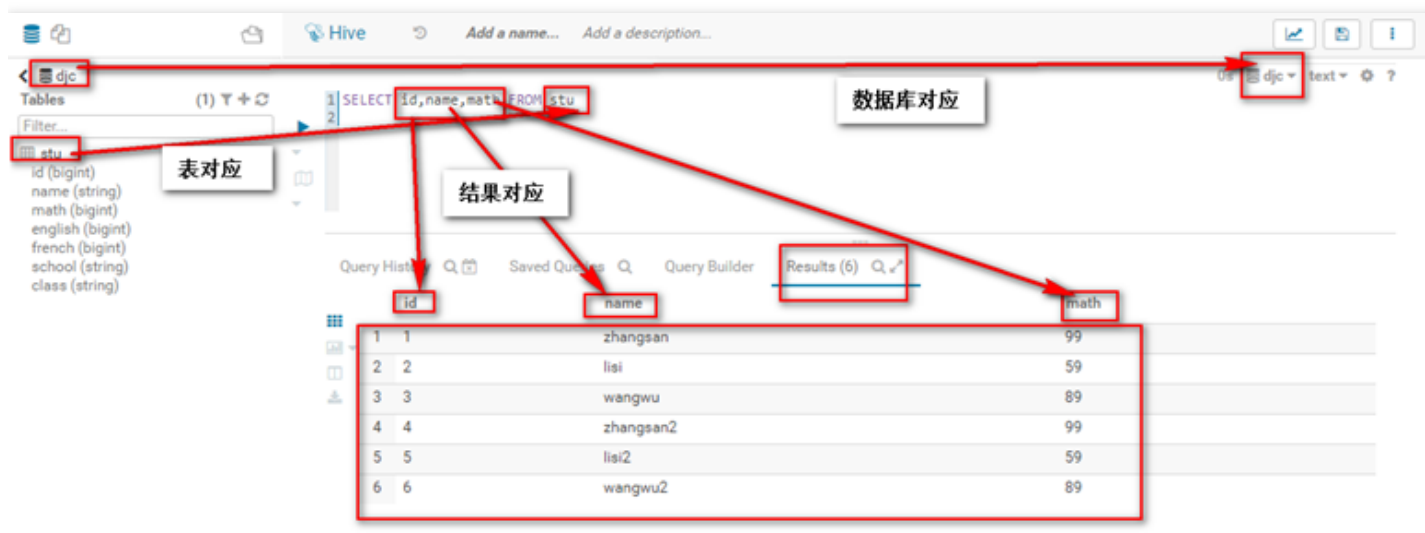 Hive Add a name... Add a description...
djc 0s djc text ?
Tables (1)
1 SELECT id,name,math FROM stu
2
数据库对应
Filter...
stu
表对应
id (bigint)
name (string)
math (bigint)
english (bigint)
french (bigint)
school (string)
class (string)
结果对应
Query History Saved Queries Query Builder Results (6)
id name math
1 1 zhangsan 99
2 2 lisi 59
3 3 wangwu 89
4 4 zhangsan2 99
5 5 lisi2 59
6 6 wangwu2 89